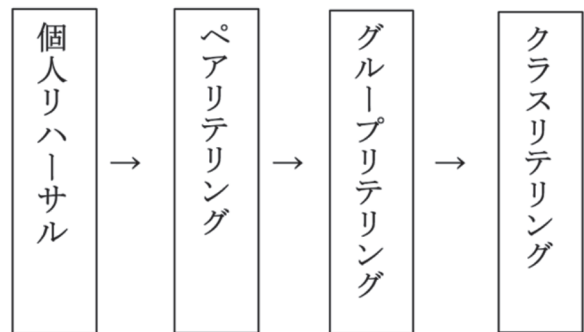 個人リハーサル
→
ペアリテリング
→
グループリテリング
→
クラスリテリング